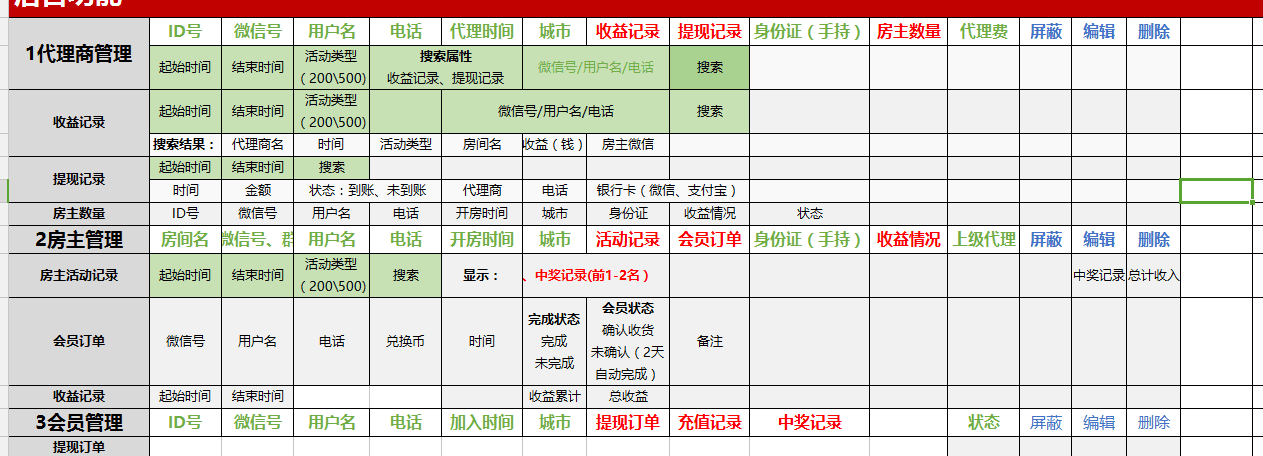 ID号 微信号 用户名 电话 代理时间 城市 收益记录 提现记录 身份证（手持） 房主数量 代理费 屏蔽 编辑 删除
1代理商管理
起始时间 结束时间 活动类型（200\500) 搜索属性 收益记录、提现记录 微信号/用户名/电话 搜索
收益记录 起始时间 结束时间 活动类型（200\500) 微信号/用户名/电话 搜索
搜索结果： 代理商名 时间 活动类型 房间名 收益（钱） 房主微信
提现记录 起始时间 结束时间 搜索
时间 金额 状态：到账、未到账 代理商 电话 银行卡（微信、支付宝）
房主数量 ID号 微信号 用户名 电话 开房时间 城市 身份证 收益情况 状态
2房主管理 房间名 微信号、群 用户名 电话 开房时间 城市 活动记录 会员订单 身份证（手持） 收益情况 上级代理 屏蔽 编辑 删除
房主活动记录 起始时间 结束时间 活动类型（200\500) 搜索 显示： 、中奖记录(前1-2名） 中奖记录 总计收入
会员订单 微信号 用户名 电话 兑换币 时间 完成状态 完成 未完成 会员状态 确认收货 未确认（2天自动完成） 备注
收益记录 起始时间 结束时间 收益累计 总收益
3会员管理 ID号 微信号 用户名 电话 加入时间 城市 提现订单 充值记录 中奖记录 状态 屏蔽 编辑 删除
提现订单